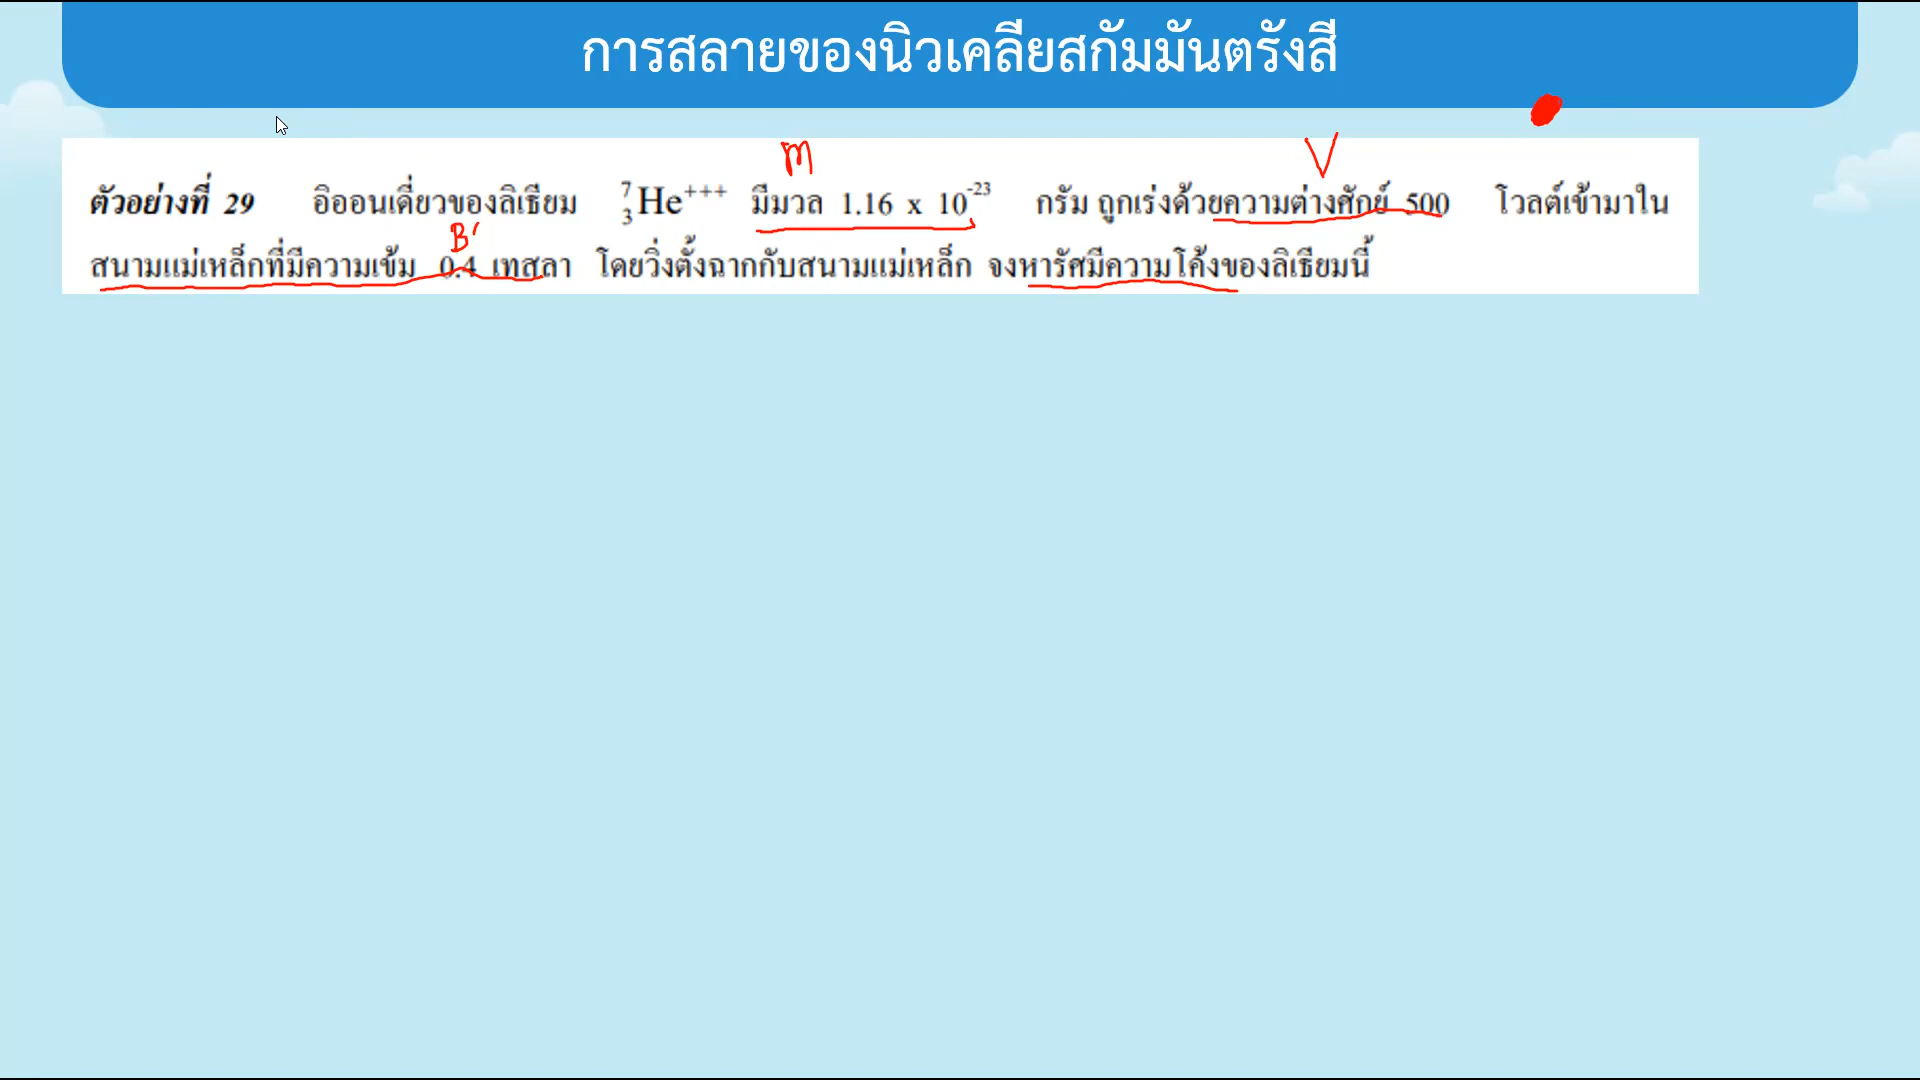 การสลายของนิวเคลียสกัมมันตรังสี
m V
ตัวอย่างที่ 29 อิออนเดี่ยวของลิเธียม ⁷₃He⁺⁺⁺ มีมวล 1.16 x 10⁻²³ กรัม ถูกเร่งด้วยความต่างศักย์ 500 โวลต์เข้ามาใน
B
สนามแม่เหล็กที่มีความเข้ม 0.4 เทสลา โดยวิ่งตั้งฉากกับสนามแม่เหล็ก จงหารัศมีความโค้งของลิเธียมนี้